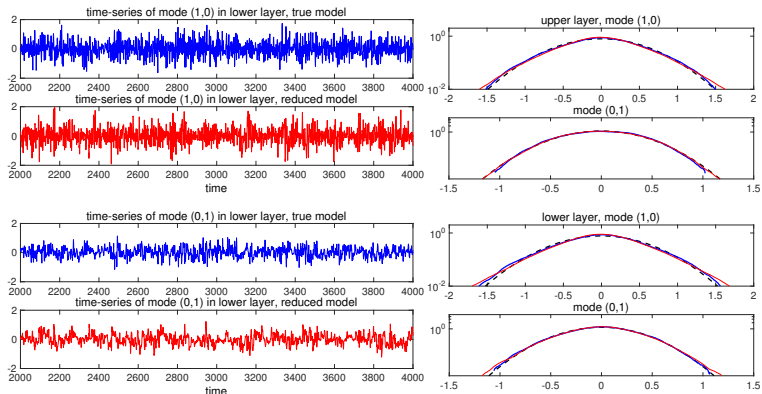 time-series of mode (1,0) in lower layer, true model
2
0
-2
2000 2200 2400 2600 2800 3000 3200 3400 3600 3800 4000
time-series of mode (1,0) in lower layer, reduced model
2
0
-2
2000 2200 2400 2600 2800 3000 3200 3400 3600 3800 4000
time
time-series of mode (0,1) in lower layer, true model
2
0
-2
2000 2200 2400 2600 2800 3000 3200 3400 3600 3800 4000
time-series of mode (0,1) in lower layer, reduced model
2
0
-2
2000 2200 2400 2600 2800 3000 3200 3400 3600 3800 4000
time
upper layer, mode (1,0)
10^0
10^-2
-2 -1.5 -1 -0.5 0 0.5 1 1.5 2
mode (0,1)
10^0
-1.5 -1 -0.5 0 0.5 1 1.5
lower layer, mode (1,0)
10^0
10^-2
-2 -1.5 -1 -0.5 0 0.5 1 1.5 2
mode (0,1)
10^0
-1.5 -1 -0.5 0 0.5 1 1.5